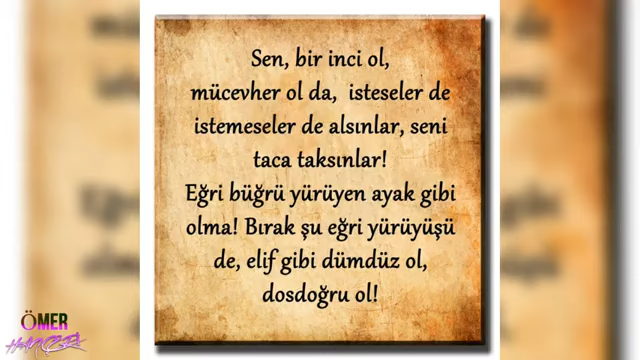 Sen, bir inci ol,
mücevher ol da, isteseler de
istemeseler de alsınlar, seni
taca taksınlar!
Eğri büğrü yürüyen ayak gibi
olma! Bırak şu eğri yürüyüşü
de, elif gibi dümdüz ol,
dosdoğru ol!
ÖMER